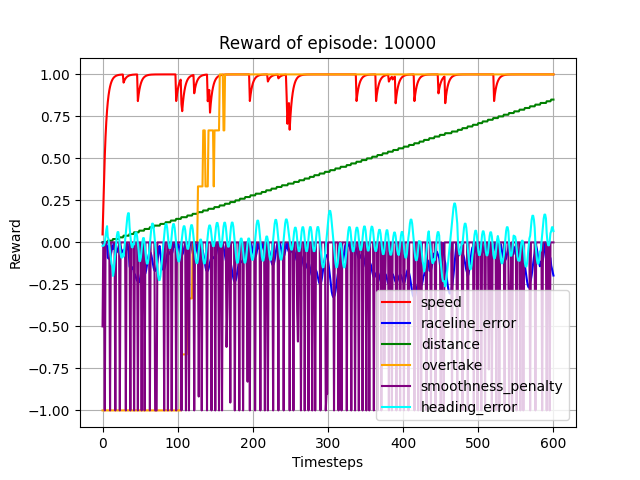 Reward of episode: 10000
Reward
1.00
0.75
0.50
0.25
0.00
−0.25
−0.50
−0.75
−1.00
speed
raceline_error
distance
overtake
smoothness_penalty
heading_error
0 100 200 300 400 500 600
Timesteps